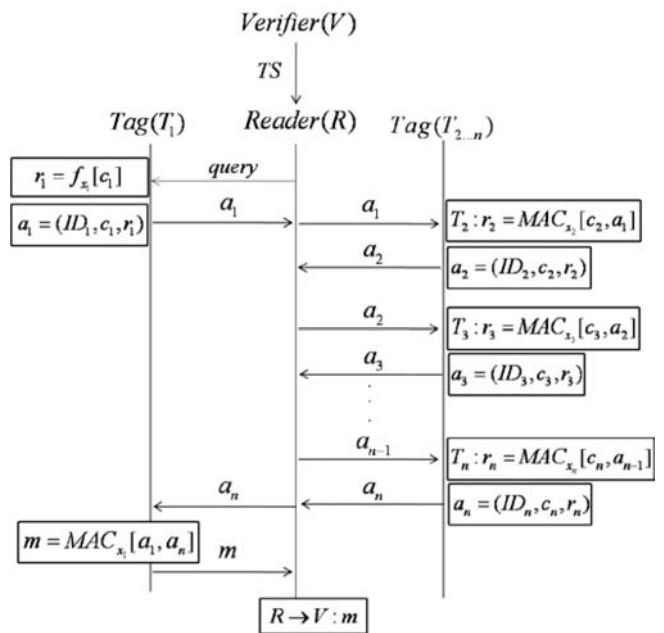 Verifier(V)
TS
Tag(T₁) Reader(R) Tag(T₂...ₙ)
r₁ = fₓ₁[c₁] query
a₁ = (ID₁, c₁, r₁) a₁ a₁ T₂ : r₂ = MACₓ₂[c₂, a₁]
a₂ a₂ = (ID₂, c₂, r₂)
a₂ T₃ : r₃ = MACₓ₃[c₃, a₂]
a₃ a₃ = (ID₃, c₃, r₃)
aₙ₋₁ Tₙ : rₙ = MACₓₙ[cₙ, aₙ₋₁]
aₙ aₙ aₙ = (IDₙ, cₙ, rₙ)
m = MACₓ₁[a₁, aₙ] m
R → V : m